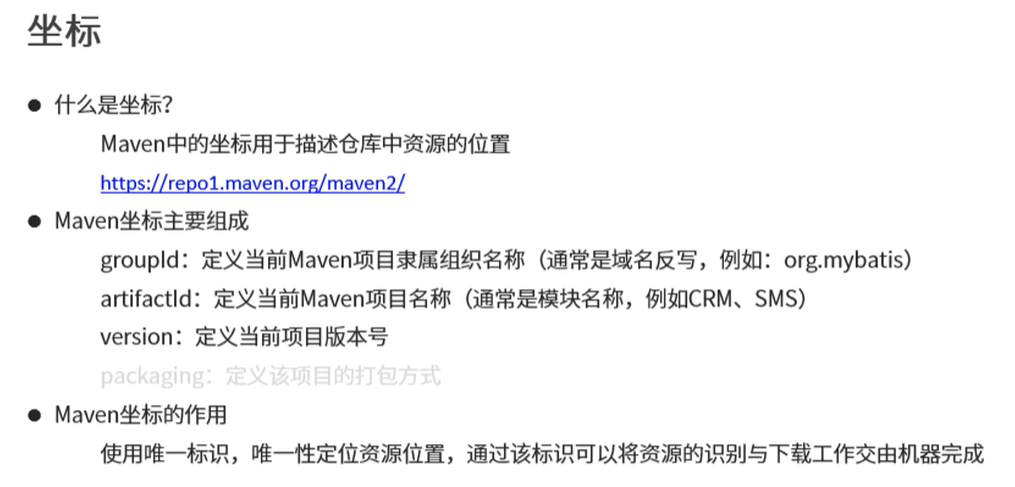 坐标
● 什么是坐标？
Maven中的坐标用于描述仓库中资源的位置
https://repo1.maven.org/maven2/
● Maven坐标主要组成
groupId：定义当前Maven项目隶属组织名称（通常是域名反写，例如：org.mybatis）
artifactId：定义当前Maven项目名称（通常是模块名称，例如CRM、SMS）
version：定义当前项目版本号
packaging：定义该项目的打包方式
● Maven坐标的作用
使用唯一标识，唯一性定位资源位置，通过该标识可以将资源的识别与下载工作交由机器完成